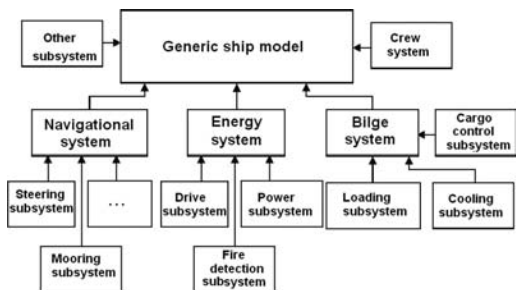 Other
subsystem
Generic ship model
Crew
system
Navigational
system
Energy
system
Bilge system
Cargo
control
subsystem
Steering
subsystem
...
Drive
subsystem
Power
subsystem
Loading
subsystem
Cooling
subsystem
Mooring
subsystem
Fire
detection
subsystem